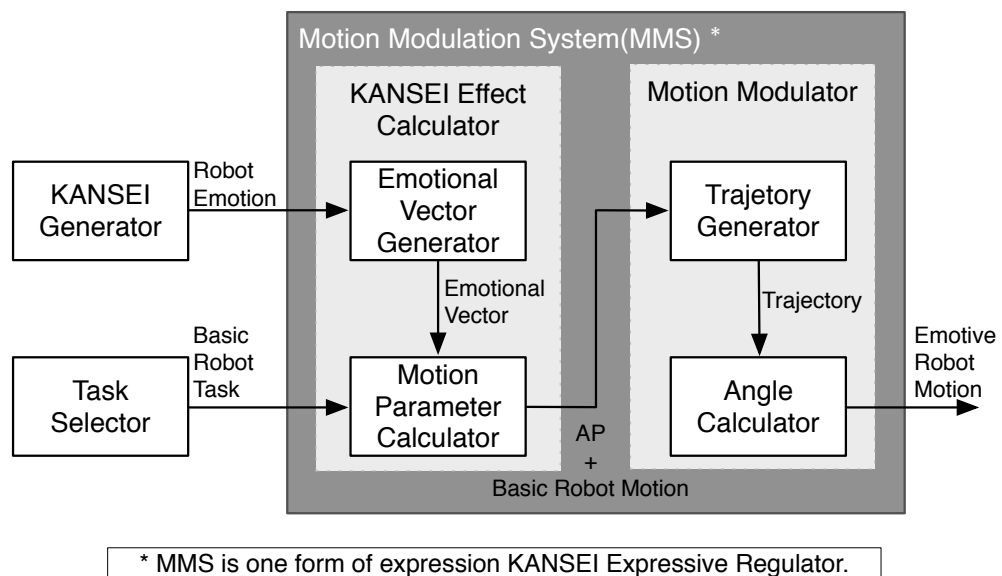 Motion Modulation System(MMS) *
KANSEI Effect
Calculator
Motion Modulator
KANSEI
Generator
Robot
Emotion
Emotional
Vector
Generator
Trajetory
Generator
Emotional
Vector
Trajectory
Task
Selector
Basic
Robot
Task
Motion
Parameter
Calculator
AP
+
Basic Robot Motion
Angle
Calculator
Emotive
Robot
Motion
* MMS is one form of expression KANSEI Expressive Regulator.